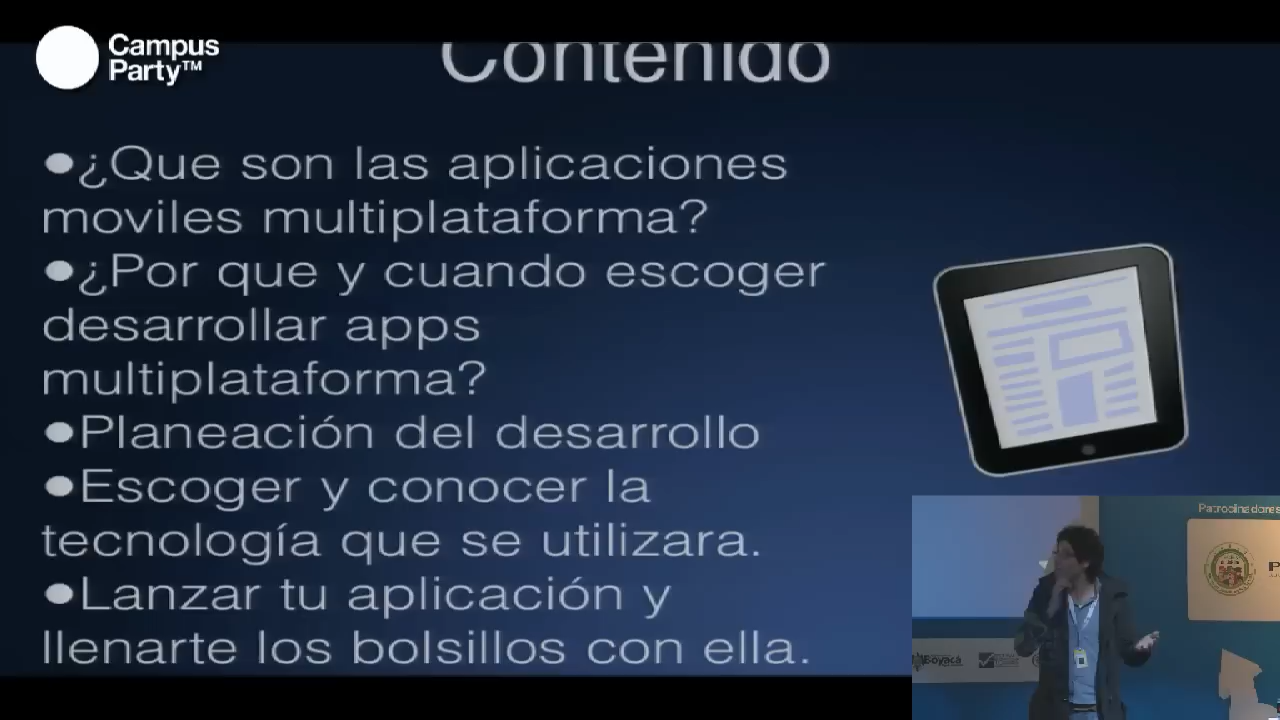 Campus
Party™
Contenido
●¿Que son las aplicaciones
moviles multiplataforma?
●¿Por que y cuando escoger
desarrollar apps
multiplataforma?
●Planeación del desarrollo
●Escoger y conocer la
tecnología que se utilizara.
●Lanzar tu aplicación y
llenarte los bolsillos con ella.
Patrocinadores
Boyacá